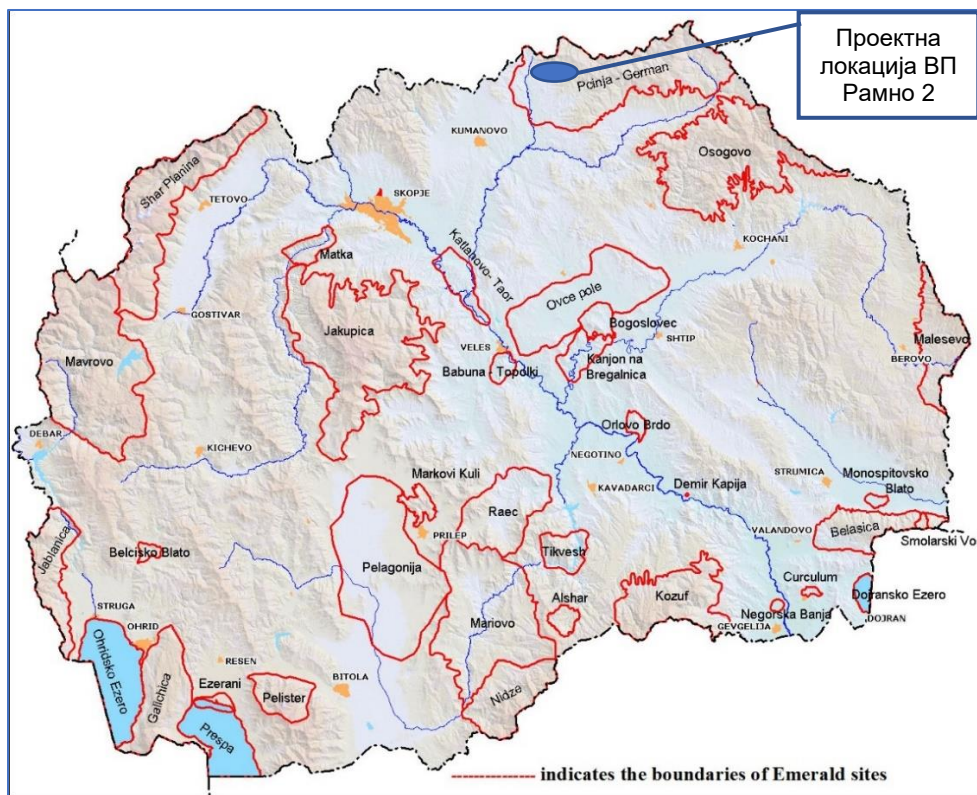 Проектна
локација ВП
Рамно 2
Pcinja - German
KUMANOVO
Osogovo
Shar Planina
TETOVO
SKOPJE
KOCHANI
Matka
Katlanovo- Taor
Ovce pole
GOSTIVAR
Jakupica
Bogoslovec
SHTIP
Malesevo
Mavrovo
VELES
Kanjon na
Bregalnica
BEROVO
Babuna - Topolki
DEBAR
KICHEVO
Orlovo Brdo
NEGOTINO
STRUMICA
Monospitovsko
Blato
Markovi Kuli
KAVADARCI
Demir Kapija
Raec
PRILEP
VALANDOVO
Belasica
Smolarski Vo
Jablanica
Belcisko Blato
Tikvesh
Pelagonija
Alshar
Kozuf
Curculum
Dojransko Ezero
STRUGA
Negorska Banja
DOJRAN
GEVGELIJA
OHRID
Mariovo
RESEN
Ohridsko Ezero
Galichica
Ezerani
Pelister
BITOLA
Nidze
Prespa
indicates the boundaries of Emerald sites